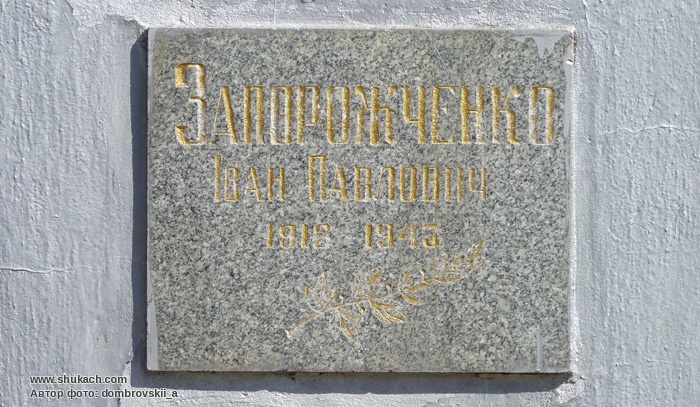 Запорожченко
Іван Павлович
1912 1943
www.shukach.com
Автор фото: dombrovskii_a